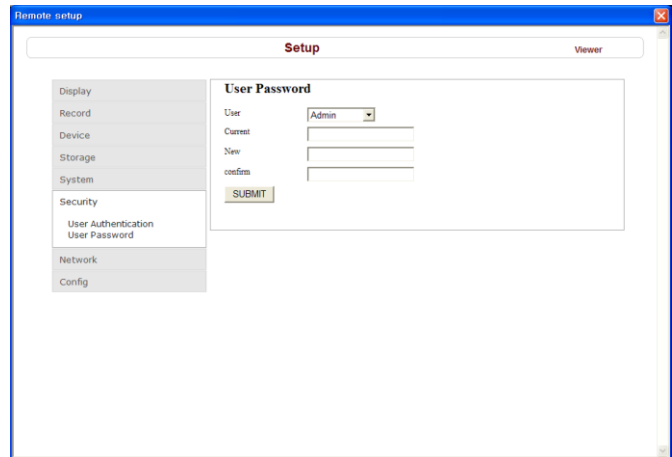 Remote setup
Setup
Viewer
Display
Record
Device
Storage
System
Security
User Authentication
User Password
Network
Config
User Password
User Admin
Current
New
confirm
SUBMIT